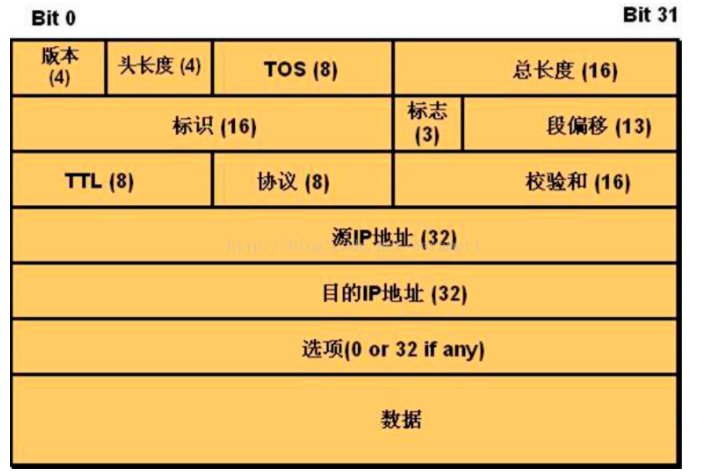 Bit 0
Bit 31
版本
(4)
头长度 (4)
TOS (8)
总长度 (16)
标识 (16)
标志
(3)
段偏移 (13)
TTL (8)
协议 (8)
校验和 (16)
源IP地址 (32)
目的IP地址 (32)
选项(0 or 32 if any)
数据